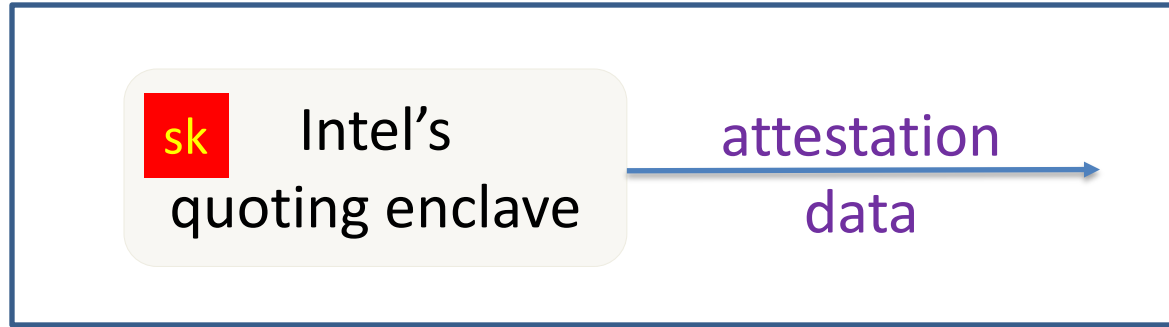 sk
Intel’s
quoting enclave
attestation
data